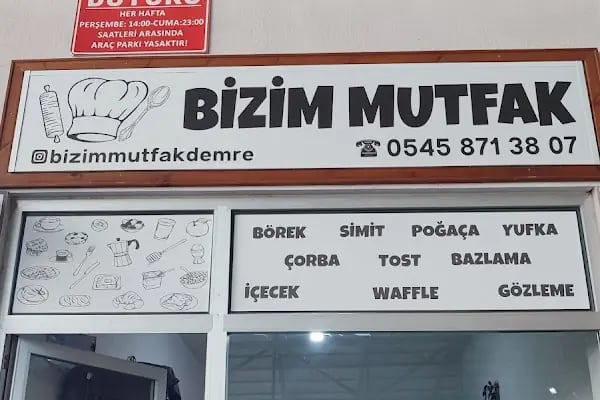 DUYURU
HER HAFTA
PERŞEMBE: 14:00-CUMA:23:00
SAATLERİ ARASINDA
ARAÇ PARKI YASAKTIR!
BİZİM MUTFAK
bizimmutfakdemre
0545 871 38 07
BÖREK SİMİT POĞAÇA YUFKA
ÇORBA TOST BAZLAMA
İÇECEK WAFFLE GÖZLEME